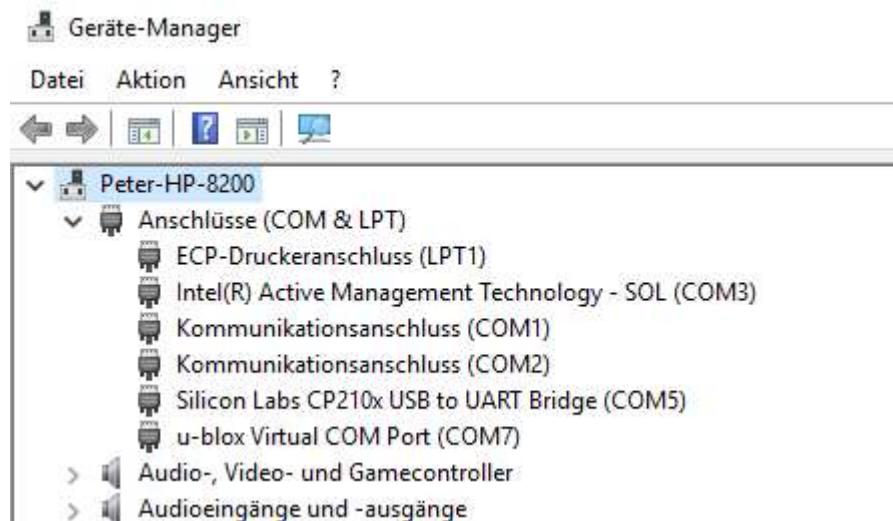 Geräte-Manager
Datei Aktion Ansicht ?
Peter-HP-8200
Anschlüsse (COM & LPT)
ECP-Druckeranschluss (LPT1)
Intel(R) Active Management Technology - SOL (COM3)
Kommunikationsanschluss (COM1)
Kommunikationsanschluss (COM2)
Silicon Labs CP210x USB to UART Bridge (COM5)
u-blox Virtual COM Port (COM7)
Audio-, Video- und Gamecontroller
Audioeingänge und -ausgänge